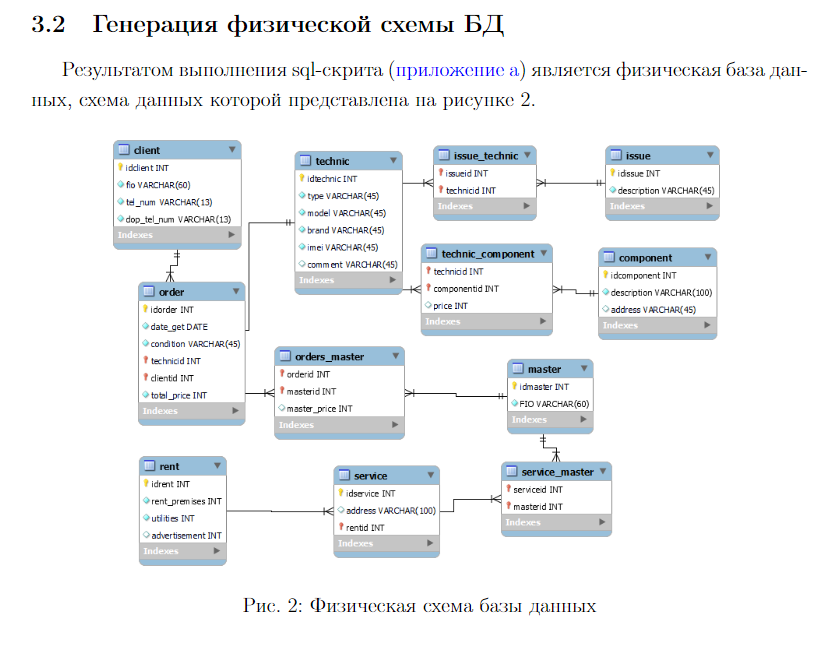 3.2 Генерация физической схемы БД
Результатом выполнения sql-скрита (приложение а) является физическая база дан-
ных, схема данных которой представлена на рисунке 2.
client
idclient INT
fio VARCHAR(60)
tel_num VARCHAR(13)
dop_tel_num VARCHAR(13)
Indexes
technic
idtechnic INT
type VARCHAR(45)
model VARCHAR(45)
brand VARCHAR(45)
imei VARCHAR(45)
comment VARCHAR(45)
Indexes
issue_technic
issueid INT
technicid INT
Indexes
issue
idissue INT
description VARCHAR(45)
Indexes
technic_component
technicid INT
componentid INT
price INT
Indexes
component
idcomponent INT
description VARCHAR(100)
address VARCHAR(45)
Indexes
order
idorder INT
date_get DATE
condition VARCHAR(45)
technicid INT
clientid INT
total_price INT
Indexes
orders_master
orderid INT
masterid INT
master_price INT
Indexes
master
idmaster INT
FIO VARCHAR(60)
Indexes
rent
idrent INT
rent_premises INT
utilities INT
advertisement INT
Indexes
service
idservice INT
address VARCHAR(100)
rentid INT
Indexes
service_master
serviceid INT
masterid INT
Indexes
Рис. 2: Физическая схема базы данных